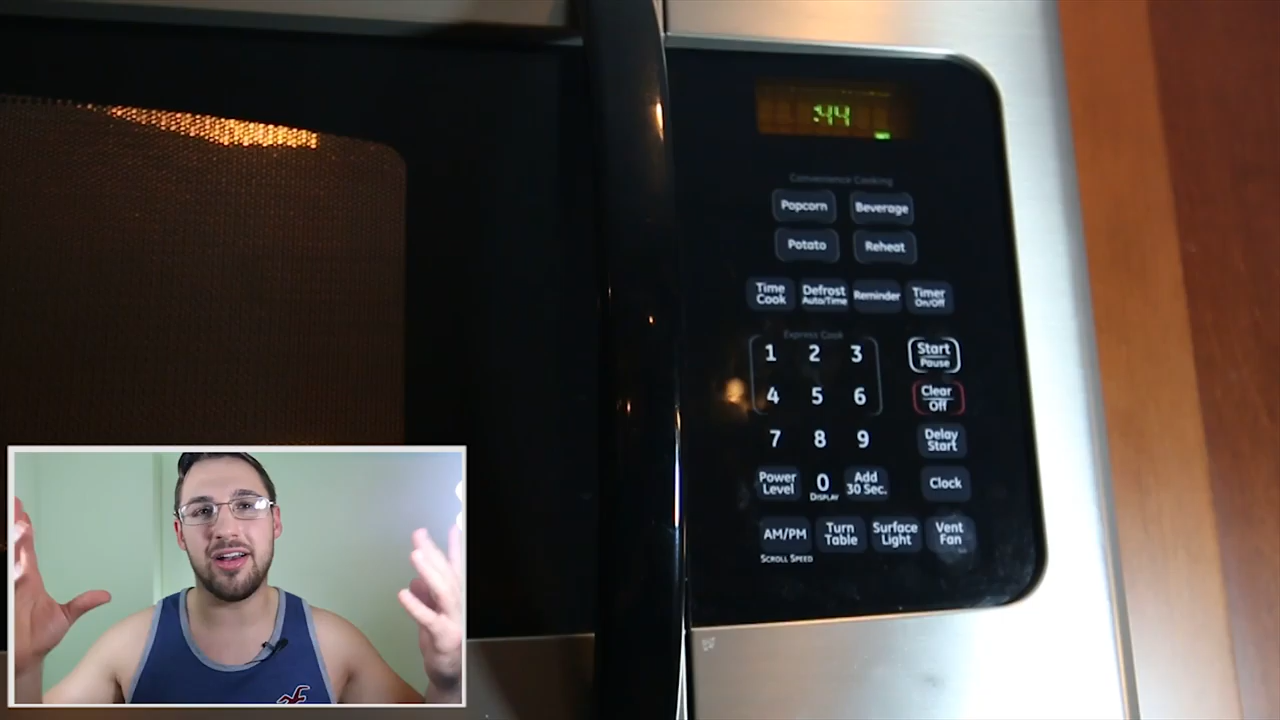 :44
Convenience Cooking
Popcorn Beverage
Potato Reheat
Time Cook Defrost Auto/Time Reminder Timer On/Off
Express Cook
1 2 3 Start Pause
4 5 6 Clear Off
7 8 9 Delay Start
Power Level 0 DISPLAY Add 30 Sec. Clock
AM/PM Turn Table Surface Light Vent Fan
SCROLL SPEED